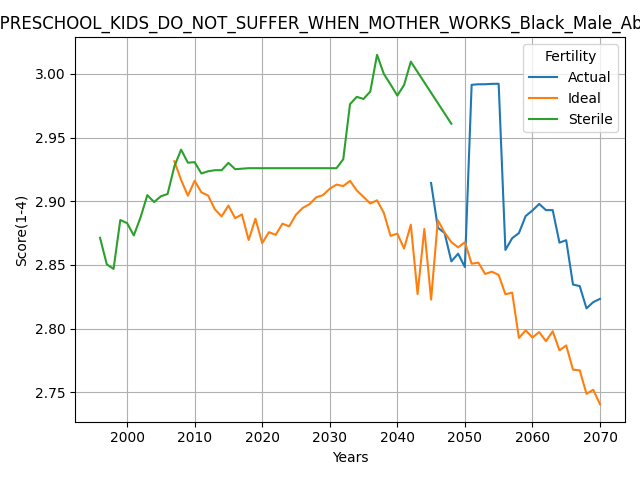 PRESCHOOL_KIDS_DO_NOT_SUFFER_WHEN_MOTHER_WORKS_Black_Male_Ab
Fertility
Actual
Ideal
Sterile
Score(1-4)
3.00
2.95
2.90
2.85
2.80
2.75
2000 2010 2020 2030 2040 2050 2060 2070
Years